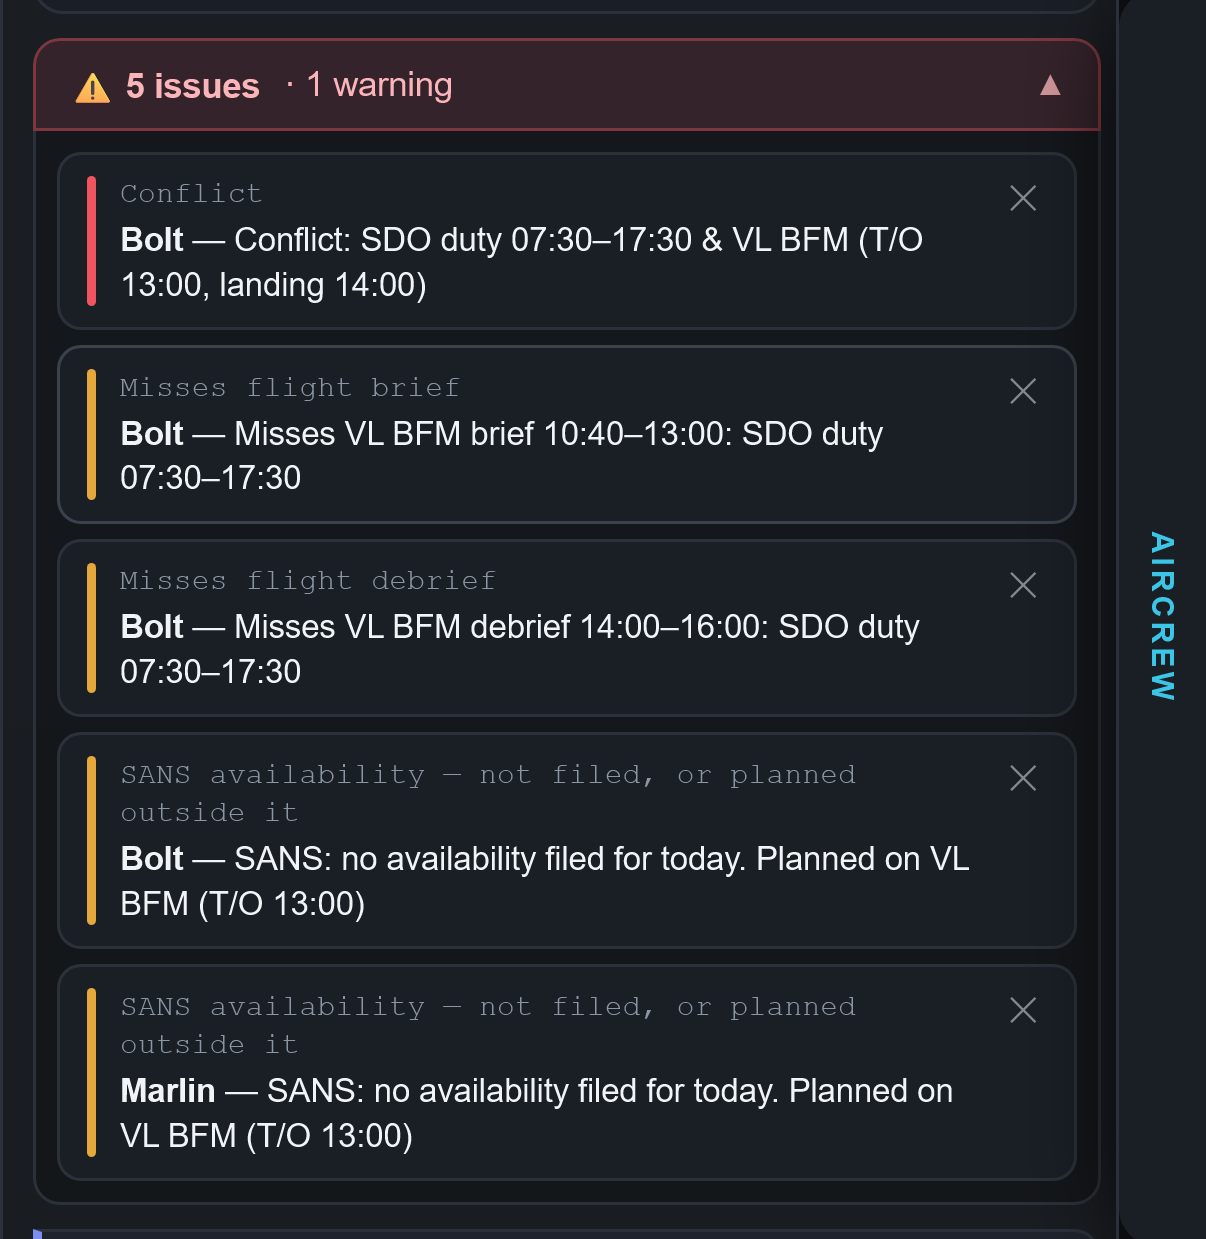 ⚠️ 5 issues · 1 warning ▲
Conflict
Bolt — Conflict: SDO duty 07:30–17:30 & VL BFM (T/O
13:00, landing 14:00)
Misses flight brief
Bolt — Misses VL BFM brief 10:40–13:00: SDO duty
07:30–17:30
Misses flight debrief
Bolt — Misses VL BFM debrief 14:00–16:00: SDO duty
07:30–17:30
SANS availability — not filed, or planned
outside it
Bolt — SANS: no availability filed for today. Planned on VL
BFM (T/O 13:00)
SANS availability — not filed, or planned
outside it
Marlin — SANS: no availability filed for today. Planned on
VL BFM (T/O 13:00)
AIRCREW